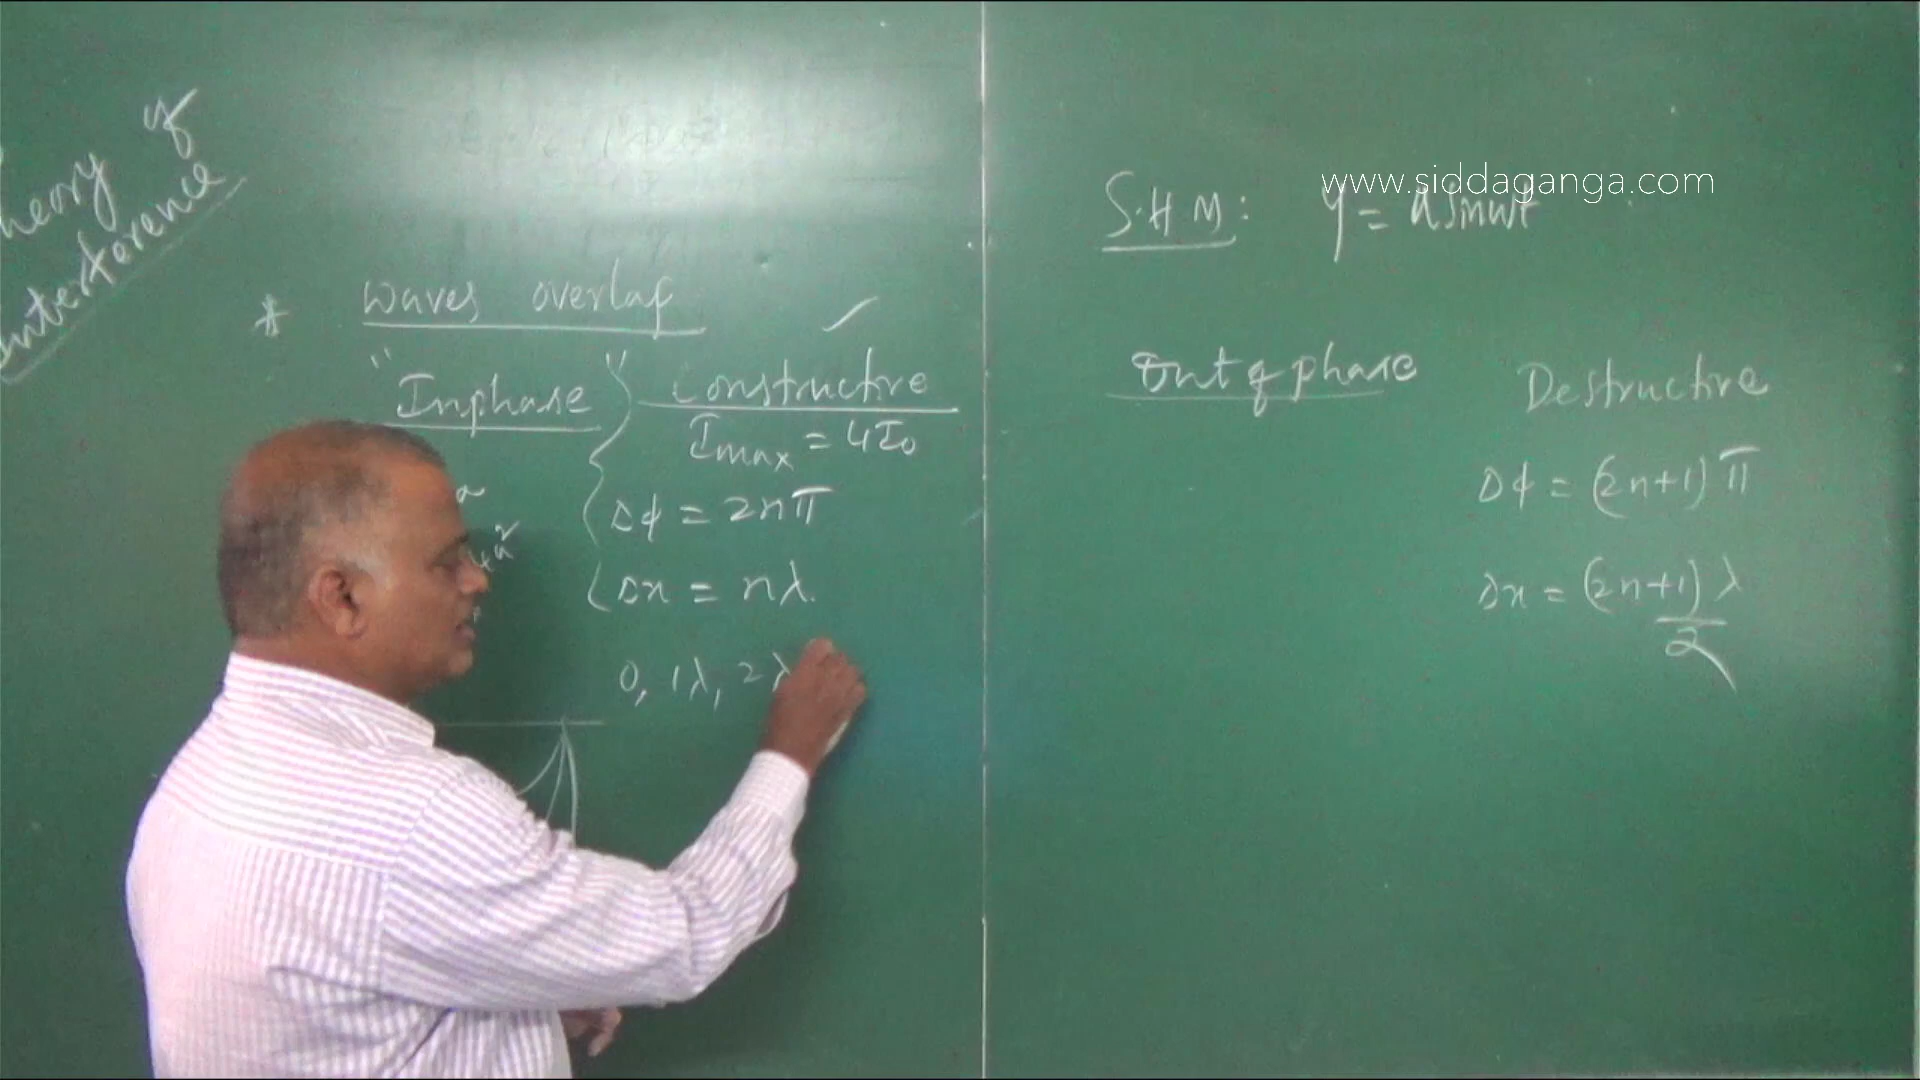 Theory of
Interference
* Waves overlap
"Inphase" Constructive
Imax = 4I₀
Δφ = 2nπ
Δx = nλ.
0, 1λ, 2λ
www.siddaganga.com
S.H.M: y = a sinωt
Out of phase Destructive
Δφ = (2n+1)π
Δx = (2n+1)λ
2